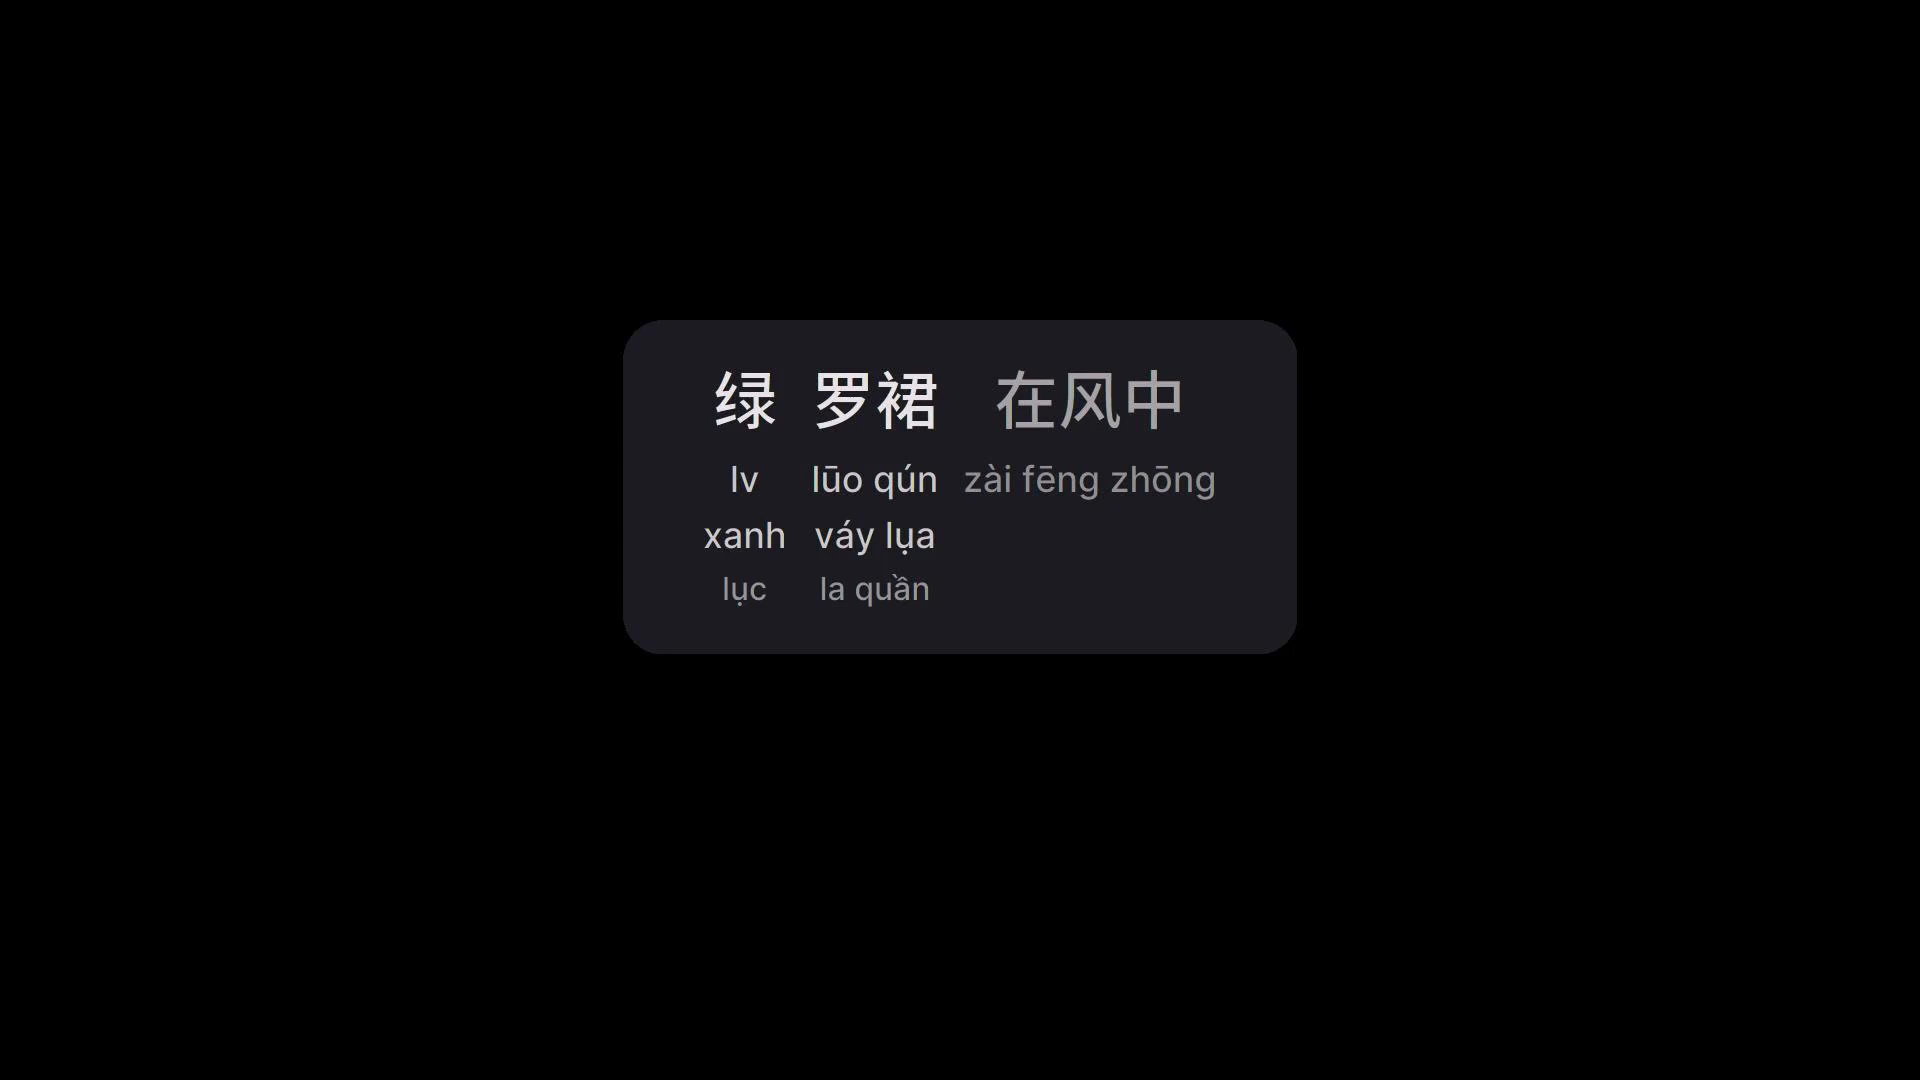 绿 罗裙 在风中
lv lūo qún zài fēng zhōng
xanh váy lụa
lục la quần